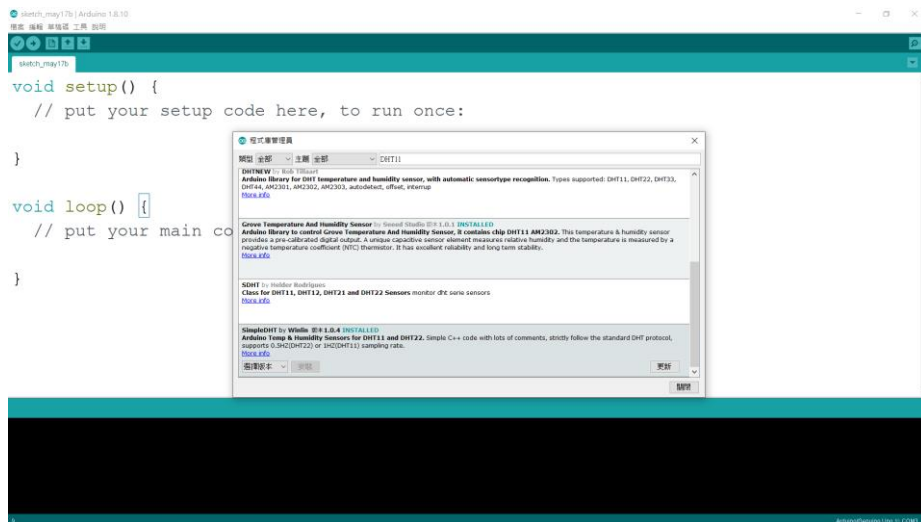 sketch_may17b | Arduino 1.8.10
檔案 編輯 草稿碼 工具 說明
sketch_may17b
void setup() {
// put your setup code here, to run once:
}
void loop() {
// put your main co
}
程式庫管理員
類型 全部 主題 全部 DHT11
DHTNEW by Rob Tillaart
Arduino library for DHT temperature and humidity sensor, with automatic sensortype recognition. Types supported: DHT11, DHT22, DHT33,
DHT44, AM2301, AM2302, AM2303, autodetect, offset, interrup
More info
Grove Temperature And Humidity Sensor by Seeed Studio 版本1.0.1 INSTALLED
Arduino library to control Grove Temperature And Humidity Sensor, it contains chip DHT11 AM2302. This temperature & humidity sensor
provides a pre-calibrated digital output. A unique capacitive sensor element measures relative humidity and the temperature is measured by a
negative temperature coefficient (NTC) thermistor. It has excellent reliability and long term stability.
More info
SDHT by Helder Rodrigues
Class for DHT11, DHT12, DHT21 and DHT22 Sensors monitor dht serie sensors
More info
SimpleDHT by Winlin 版本1.0.4 INSTALLED
Arduino Temp & Humidity Sensors for DHT11 and DHT22. Simple C++ code with lots of comments, strictly follow the standard DHT protocol,
supports 0.5HZ(DHT22) or 1HZ(DHT11) sampling rate.
More info
選擇版本 安裝 更新
關閉